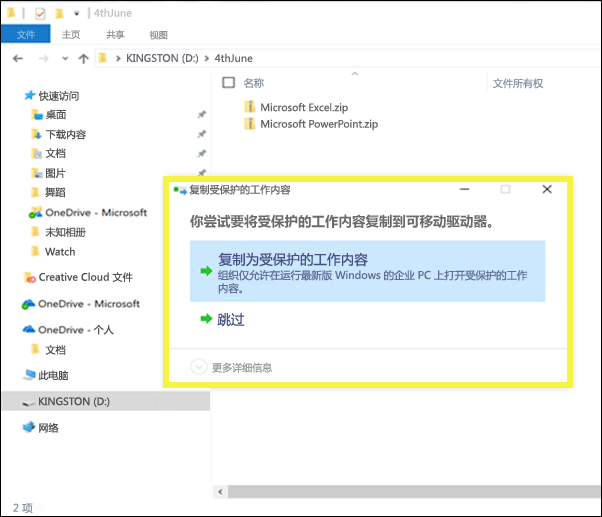 4thJune
文件 主页 共享 视图
KINGSTON (D:) 4thJune
名称 文件所有权
快速访问
桌面
下载内容
文档
图片
舞蹈
OneDrive - Microsoft
未知相册
Watch
Creative Cloud 文件
OneDrive - Microsoft
OneDrive - 个人
文档
此电脑
KINGSTON (D:)
网络
Microsoft Excel.zip
Microsoft PowerPoint.zip
复制受保护的工作内容
你尝试要将受保护的工作内容复制到可移动驱动器。
复制为受保护的工作内容
组织仅允许在运行最新版 Windows 的企业 PC 上打开受保护的工作
内容。
跳过
更多详细信息
2 项